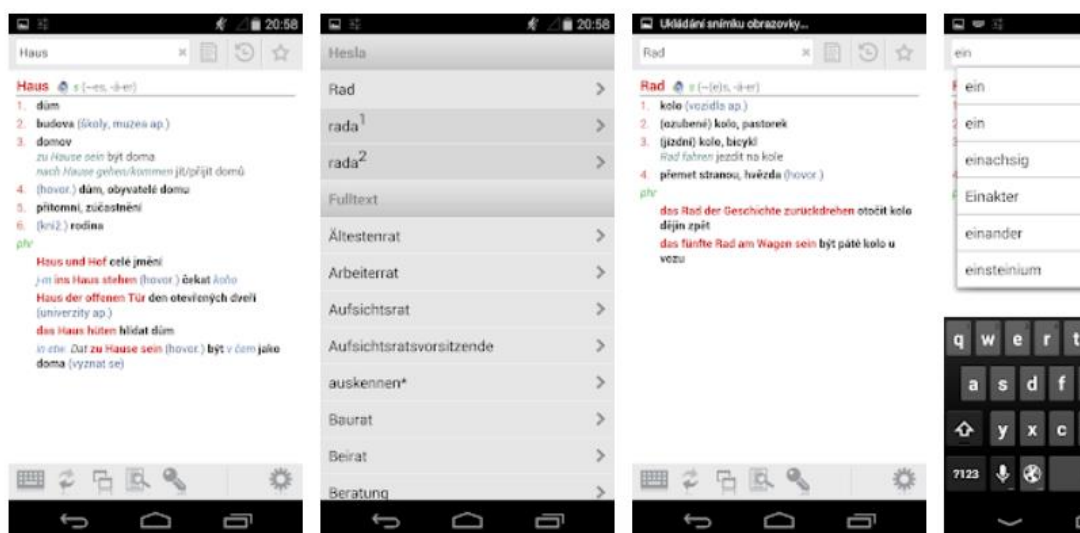 20:58
Haus
Haus s (-es, -ä-er)
1. dům
2. budova (školy, muzea ap.)
3. domov
zu Hause sein být doma
nach Hause gehen/kommen jít/přijít domů
4. (hovor.) dům, obyvatelé domu
5. přítomní, zúčastnění
6. (kniž.) rodina
phr
Haus und Hof celé jmění
j-m ins Haus stehen (hovor.) čekat koho
Haus der offenen Tür den otevřených dveří
(univerzity ap.)
das Haus hüten hlídat dům
in etw. Dat zu Hause sein (hovor.) být v čem jako
doma (vyznat se)
20:58
Hesla
Rad
rada1
rada2
Fulltext
Ältestenrat
Arbeiterrat
Aufsichtsrat
Aufsichtsratsvorsitzende
auskennen*
Baurat
Beirat
Beratung
Ukládání snímku obrazovky...
Rad
Rad s (-(e)s, -ä-er)
1. kolo (vozidla ap.)
2. (ozubené) kolo, pastorek
3. (jízdní) kolo, bicykl
Rad fahren jezdit na kole
4. přemet stranou, hvězda (hovor.)
phr
das Rad der Geschichte zurückdrehen otočit kolo
dějin zpět
das fünfte Rad am Wagen sein být páté kolo u
vozu
ein
ein
ein
einachsig
Einakter
einander
einsteinium
q w e r t
a s d f
y x c
?123